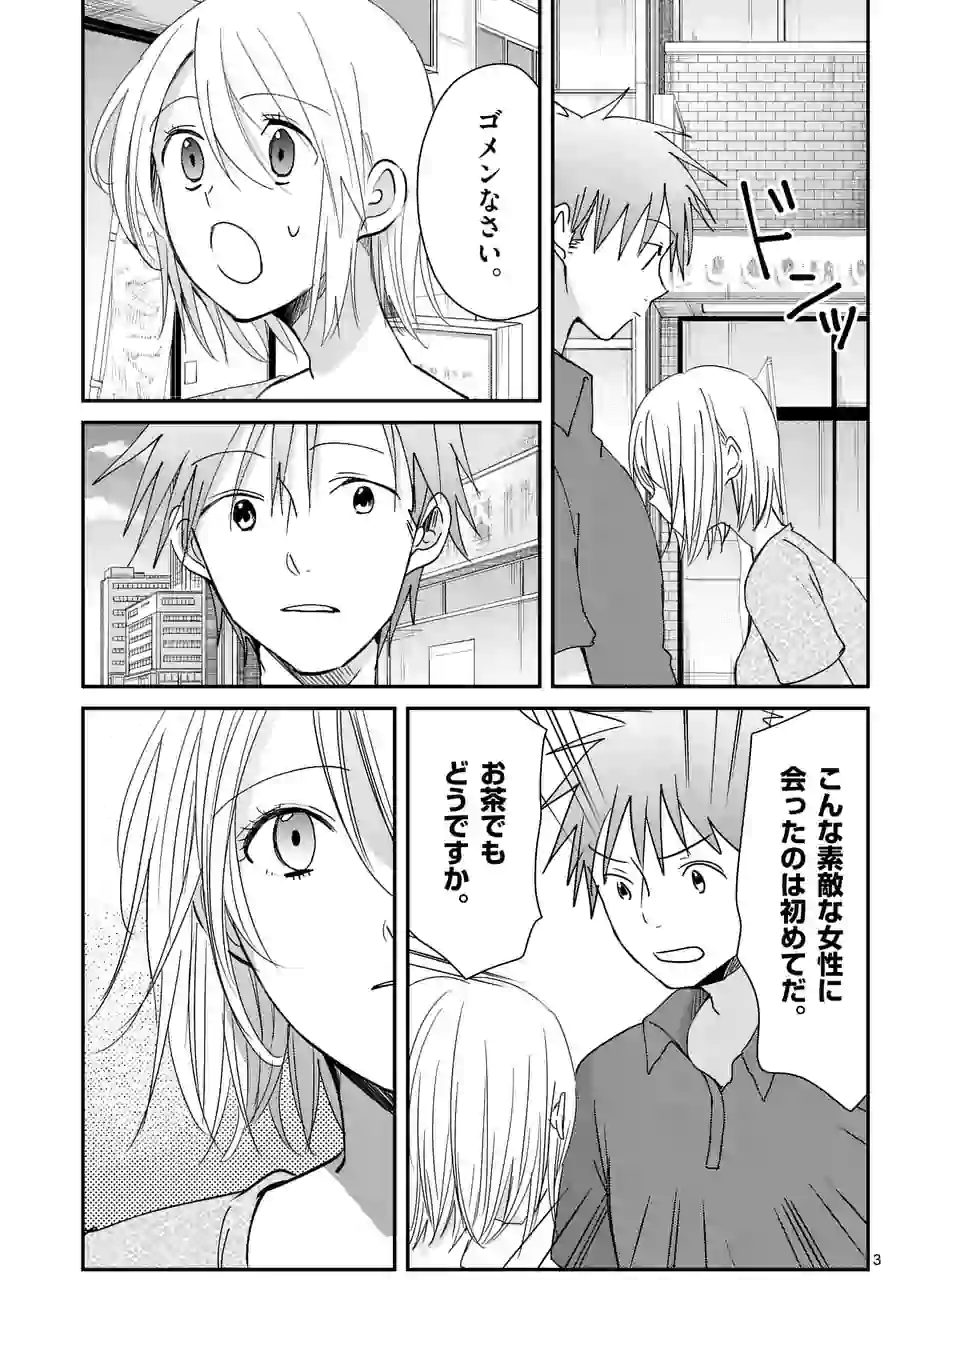 ドーンッ
ゴメンなさい。
こんな素敵な女性に
会ったのは初めてだ。
お茶でも
どうですか。
3